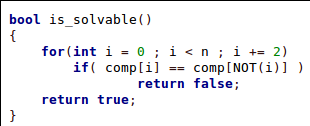 bool is_solvable()
{
    for(int i = 0 ; i < n ; i += 2)
        if( comp[i] == comp[NOT(i)] )
                return false;
    return true;
}